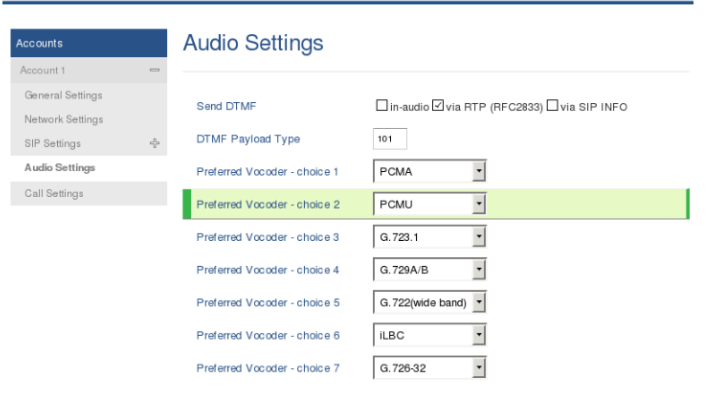 Accounts
Audio Settings
Account 1
General Settings
Network Settings
SIP Settings
Audio Settings
Call Settings
Send DTMF in-audio via RTP (RFC2833) via SIP INFO
DTMF Payload Type 101
Preferred Vocoder - choice 1 PCMA
Preferred Vocoder - choice 2 PCMU
Preferred Vocoder - choice 3 G.723.1
Preferred Vocoder - choice 4 G.729A/B
Preferred Vocoder - choice 5 G.722(wide band)
Preferred Vocoder - choice 6 iLBC
Preferred Vocoder - choice 7 G.726-32